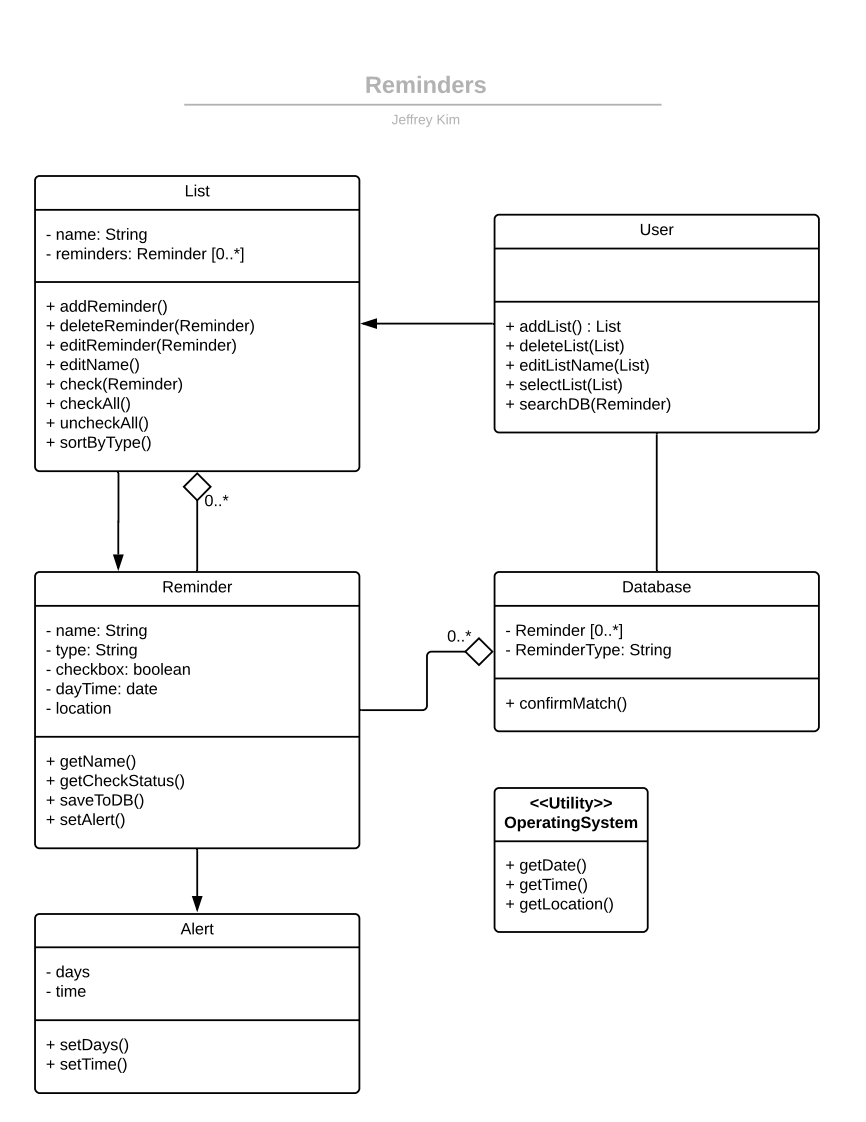 Reminders
Jeffrey Kim
List
- name: String
- reminders: Reminder [0..*]
+ addReminder()
+ deleteReminder(Reminder)
+ editReminder(Reminder)
+ editName()
+ check(Reminder)
+ checkAll()
+ uncheckAll()
+ sortByType()
User
+ addList() : List
+ deleteList(List)
+ editListName(List)
+ selectList(List)
+ searchDB(Reminder)
0..*
Reminder
- name: String
- type: String
- checkbox: boolean
- dayTime: date
- location
+ getName()
+ getCheckStatus()
+ saveToDB()
+ setAlert()
0..*
Database
- Reminder [0..*]
- ReminderType: String
+ confirmMatch()
<<Utility>>
OperatingSystem
+ getDate()
+ getTime()
+ getLocation()
Alert
- days
- time
+ setDays()
+ setTime()